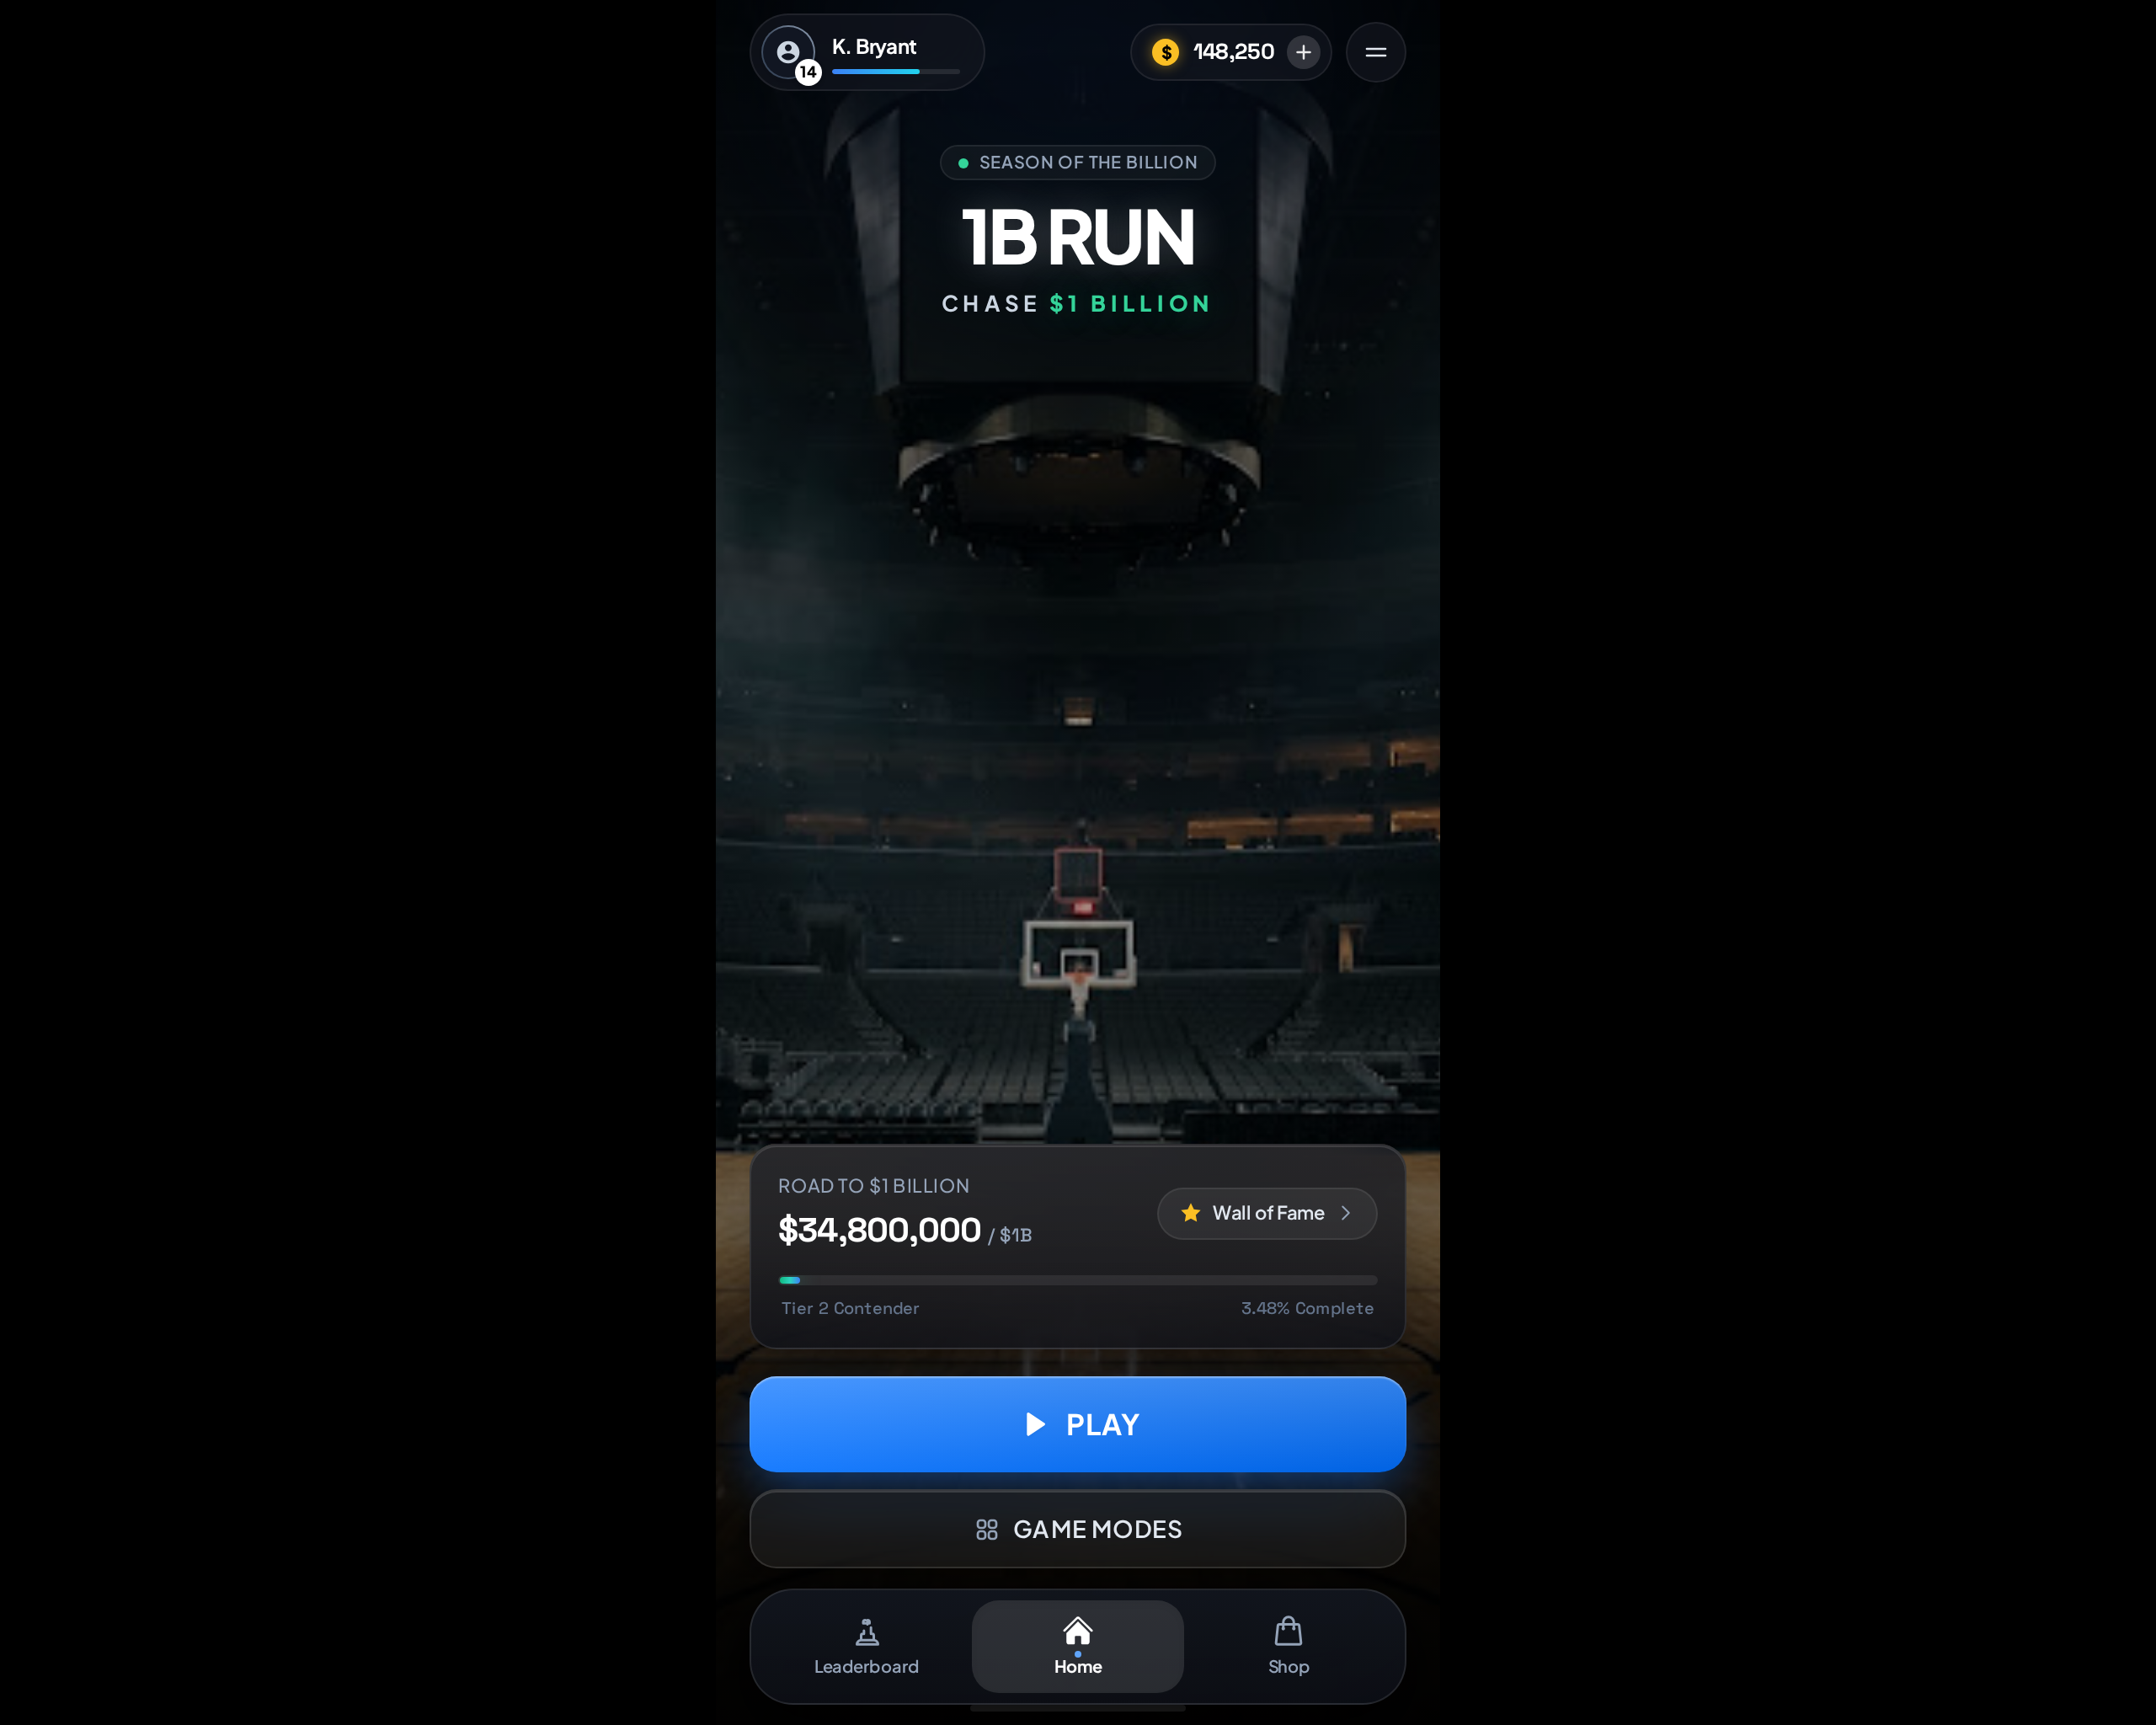 K. Bryant
14
$ 148,250
SEASON OF THE BILLION
1B RUN
CHASE $1 BILLION
ROAD TO $1 BILLION
$34,800,000 / $1B
Wall of Fame
Tier 2 Contender
3.48% Complete
PLAY
GAME MODES
Leaderboard
Home
Shop